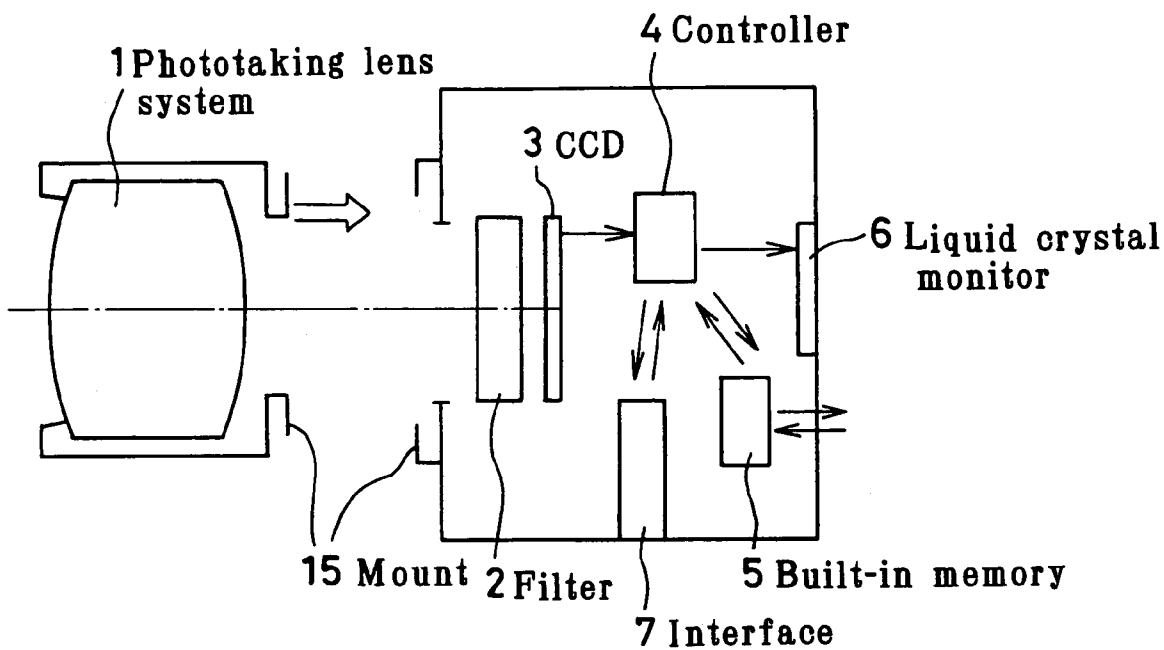 4 Controller
1 Phototaking lens
system
3 CCD
6 Liquid crystal
monitor
15 Mount
2 Filter
5 Built-in memory
7 Interface